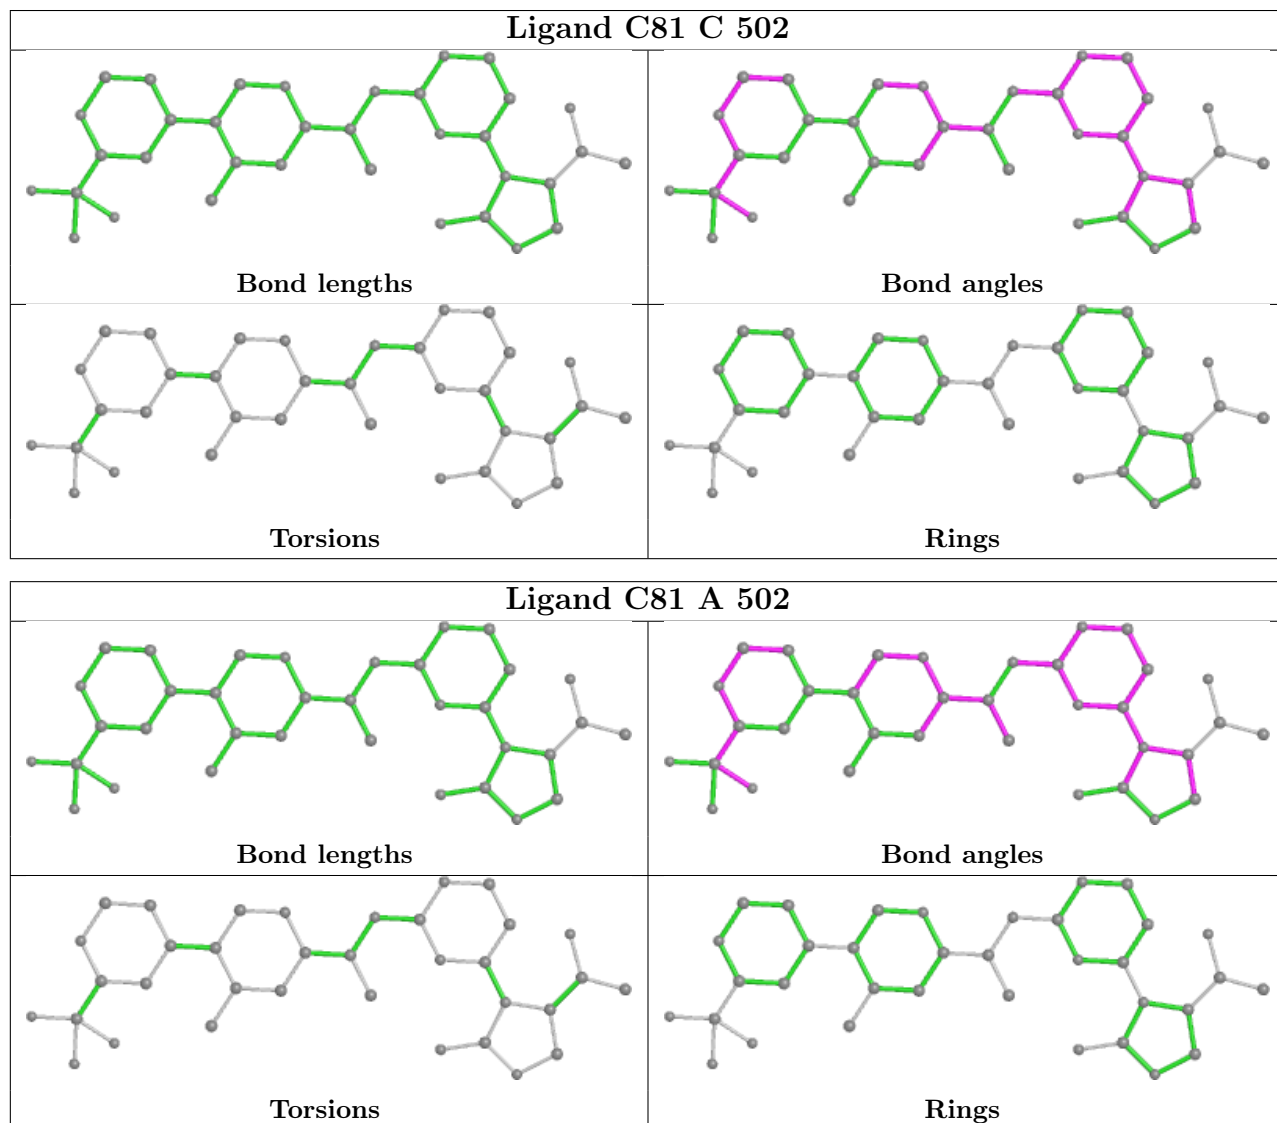 Ligand C81 C 502
Bond lengths
Bond angles
Torsions
Rings
Ligand C81 A 502
Bond lengths
Bond angles
Torsions
Rings